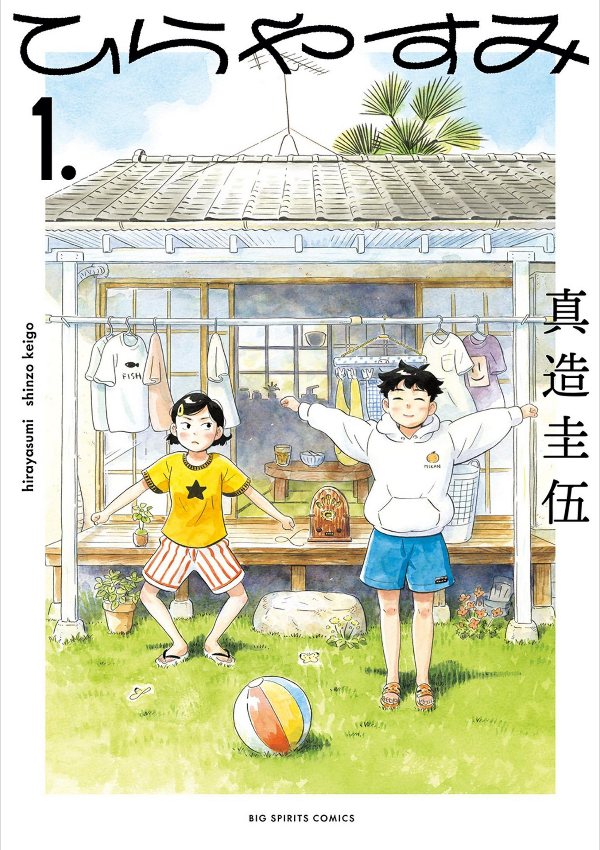 ひらやすみ
1.
真造圭伍
hirayasumi shinzo keigo
FISH
MIKAN
BIG SPIRITS COMICS